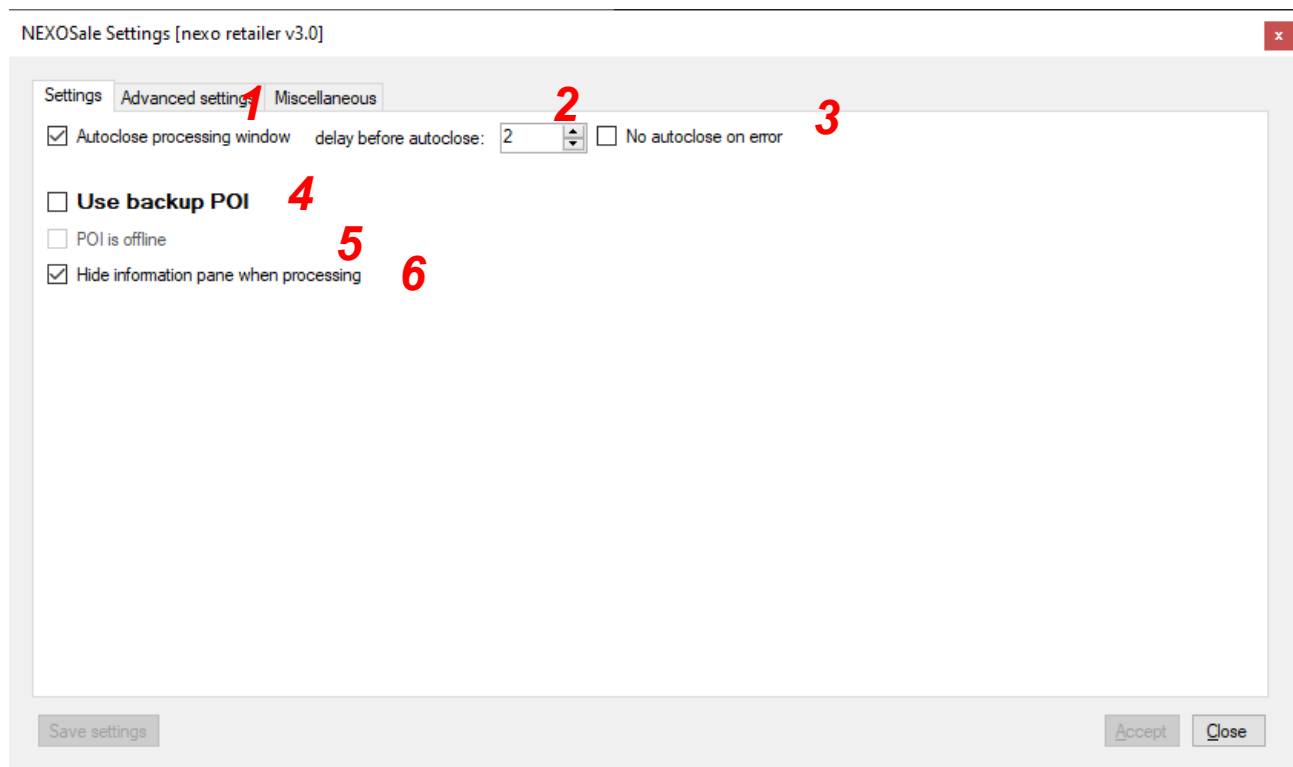 NEXOSale Settings [nexo retailer v3.0]
x
Settings Advanced settings Miscellaneous
1 2 3
Autoclose processing window delay before autoclose: 2 No autoclose on error
Use backup POI 4
POI is offline 5
Hide information pane when processing 6
Save settings Accept Close